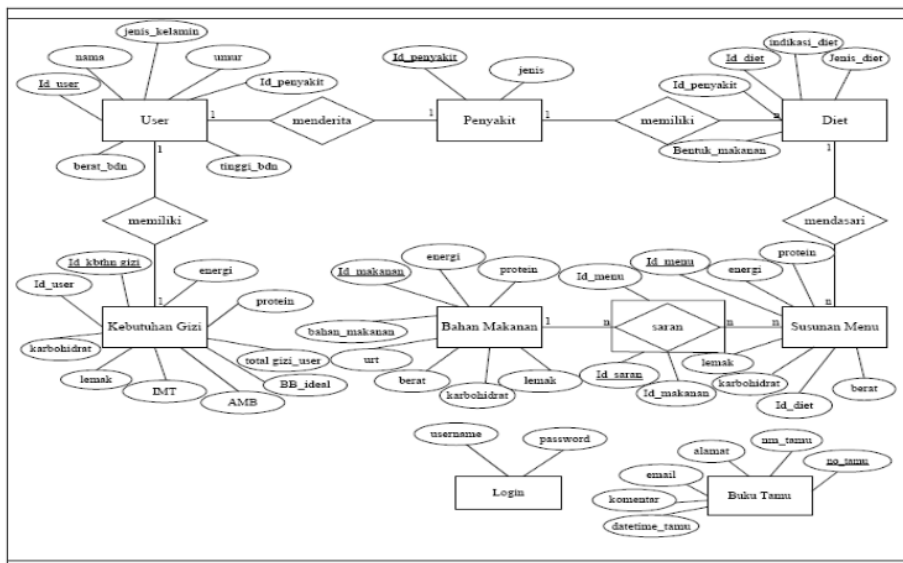 jenis_kelamin
nama
umur
Id_user
Id_penyakit
User
berat_bdn
tinggi_bdn
1
menderita
1
1
Id_penyakit
jenis
Penyakit
1
memiliki
n
Id_diet
indikasi_diet
Jenis_diet
Id_penyakit
Diet
Bentuk_makanan
1
memiliki
mendasari
Id_kbthn gizi
energi
Id_user
protein
1
Kebutuhan Gizi
karbohidrat
total gizi_user
lemak
IMT
AMB
BB_ideal
energi
Id_makanan
protein
Bahan Makanan
bahan_makanan
urt
berat
karbohidrat
lemak
1
n
saran
n
n
Id_menu
Id_saran
Id_makanan
Id_menu
energi
protein
n
Susunan Menu
lemak
karbohidrat
Id_diet
berat
username
password
Login
nm_tamu
alamat
no_tamu
email
Buku Tamu
komentar
datetime_tamu